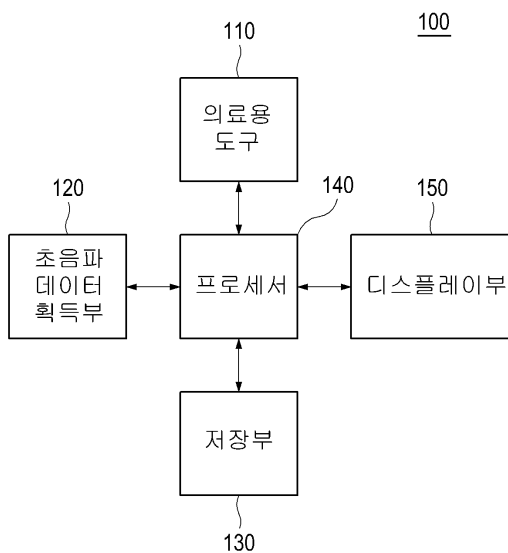 100
110
의료용
도구
120
140
150
초음파
데이터
획득부
프로세서
디스플레이부
저장부
130